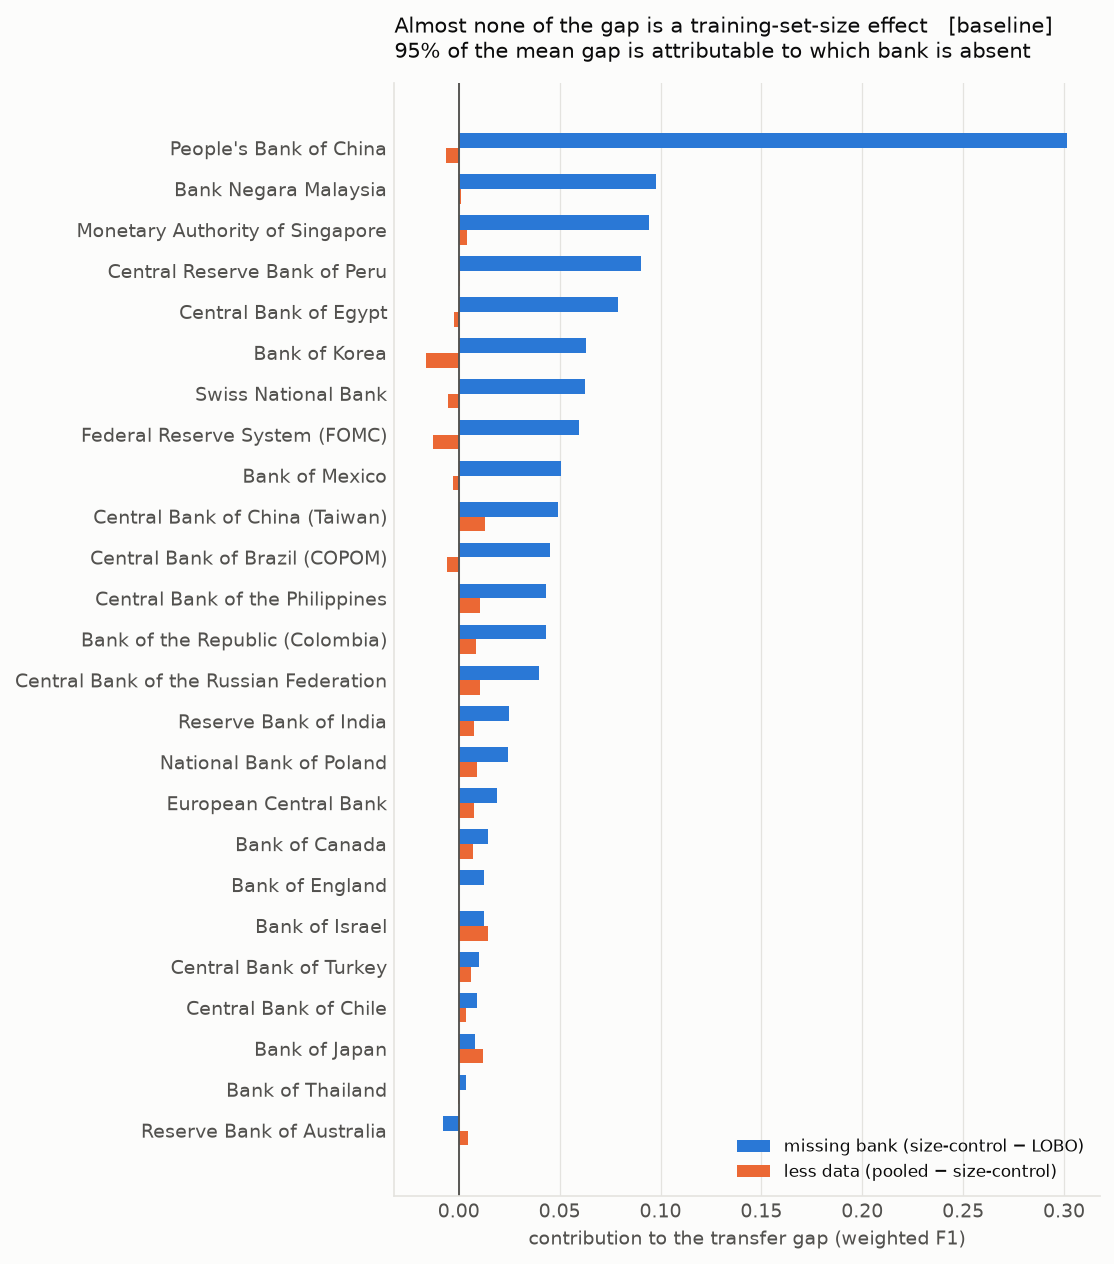 Almost none of the gap is a training-set-size effect   [baseline]
95% of the mean gap is attributable to which bank is absent
People's Bank of China
Bank Negara Malaysia
Monetary Authority of Singapore
Central Reserve Bank of Peru
Central Bank of Egypt
Bank of Korea
Swiss National Bank
Federal Reserve System (FOMC)
Bank of Mexico
Central Bank of China (Taiwan)
Central Bank of Brazil (COPOM)
Central Bank of the Philippines
Bank of the Republic (Colombia)
Central Bank of the Russian Federation
Reserve Bank of India
National Bank of Poland
European Central Bank
Bank of Canada
Bank of England
Bank of Israel
Central Bank of Turkey
Central Bank of Chile
Bank of Japan
Bank of Thailand
Reserve Bank of Australia
missing bank (size-control − LOBO)
less data (pooled − size-control)
0.00 0.05 0.10 0.15 0.20 0.25 0.30
contribution to the transfer gap (weighted F1)